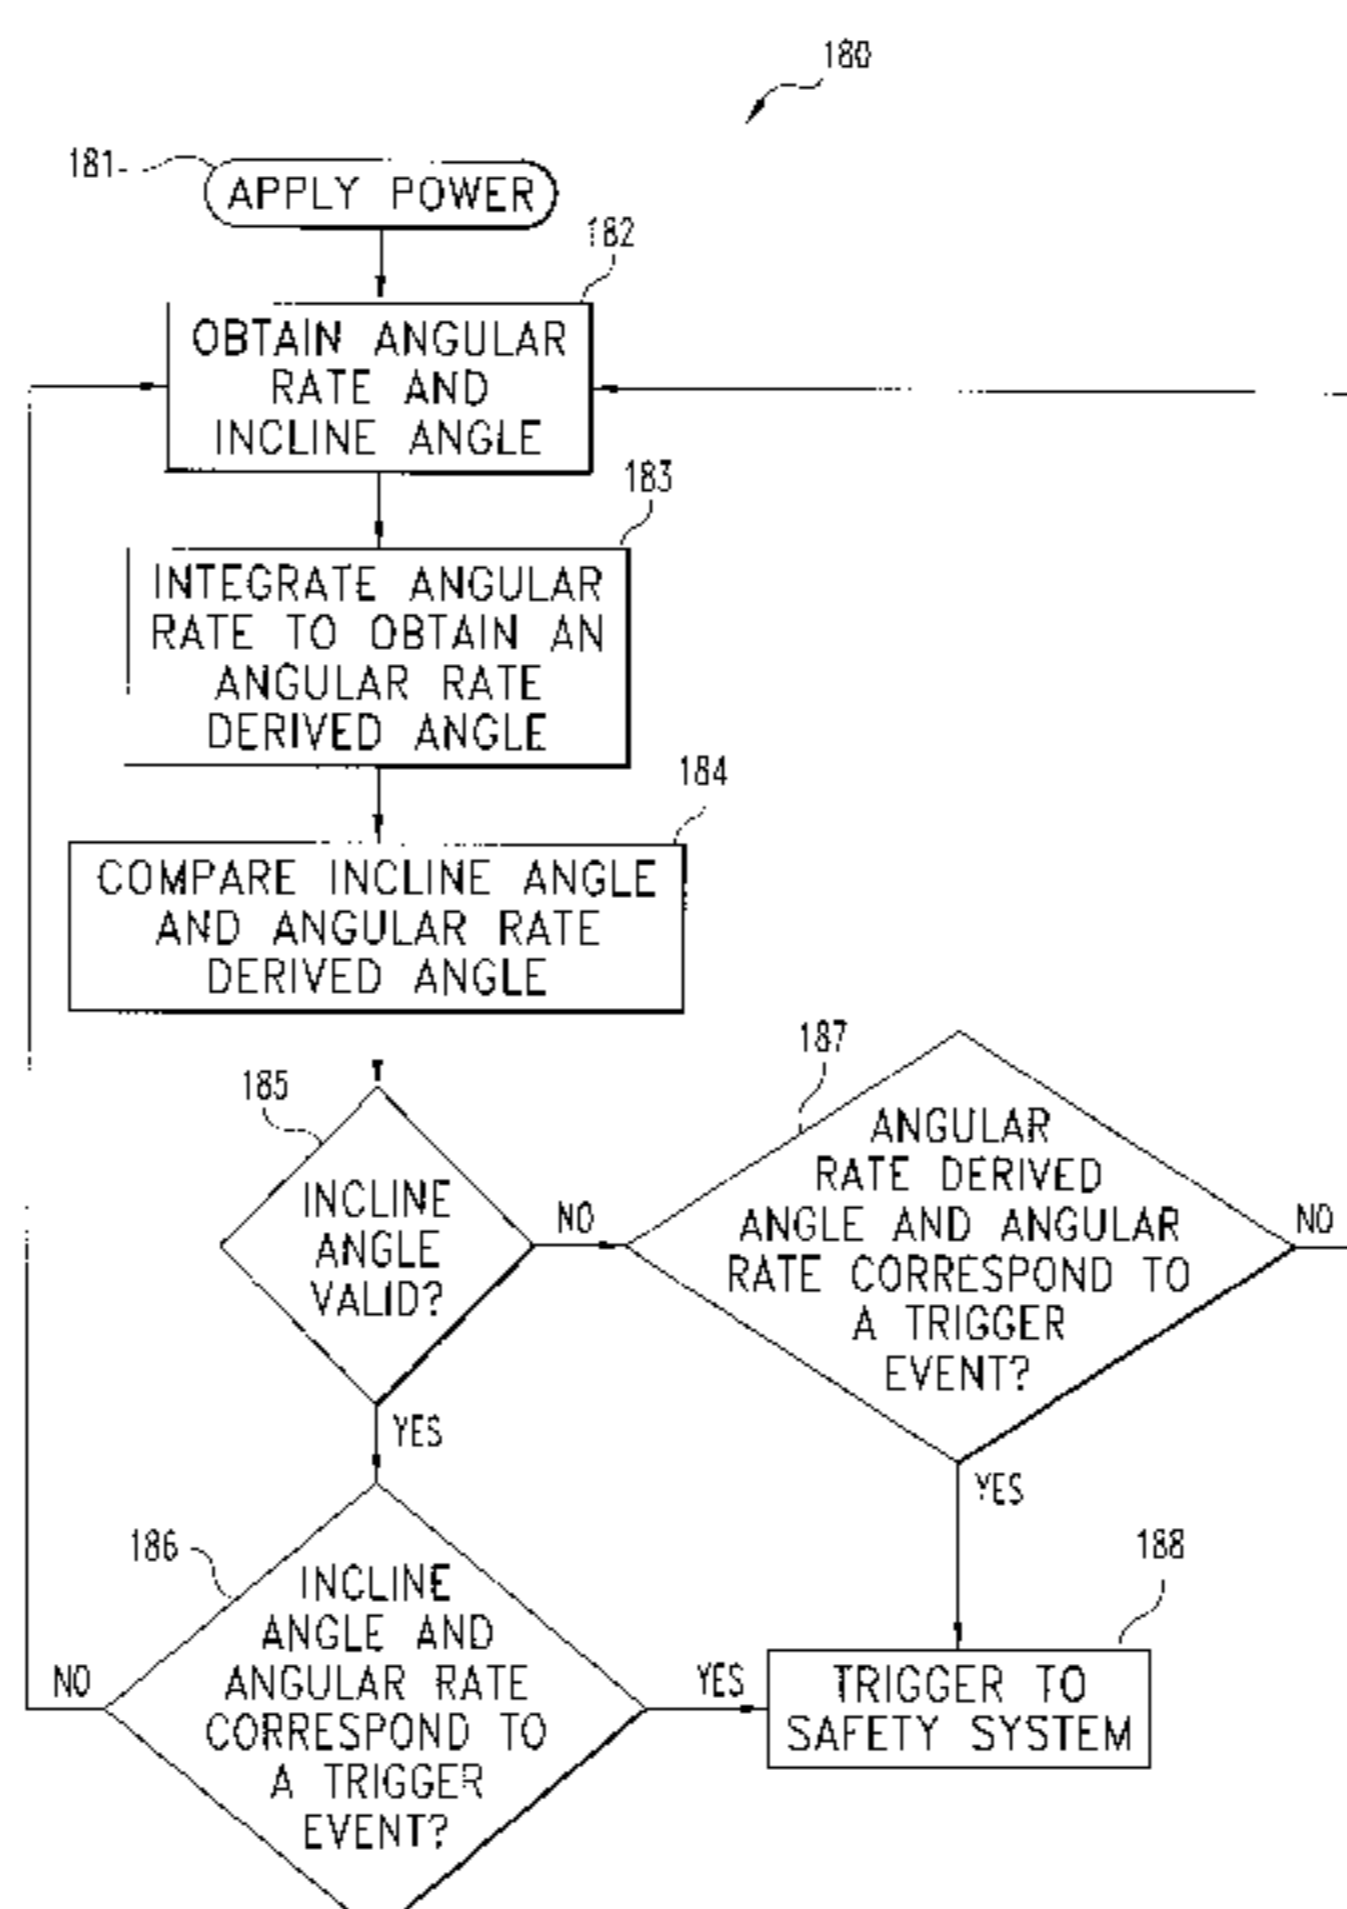 180
181
APPLY POWER
182
OBTAIN ANGULAR
RATE AND
INCLINE ANGLE
183
INTEGRATE ANGULAR
RATE TO OBTAIN AN
ANGULAR RATE
DERIVED ANGLE
184
COMPARE INCLINE ANGLE
AND ANGULAR RATE
DERIVED ANGLE
185
INCLINE
ANGLE
VALID?
NO
YES
187
ANGULAR
RATE DERIVED
ANGLE AND ANGULAR
RATE CORRESPOND TO
A TRIGGER
EVENT?
NO
YES
186
INCLINE
ANGLE AND
ANGULAR RATE
CORRESPOND TO
A TRIGGER
EVENT?
NO
YES
188
TRIGGER TO
SAFETY SYSTEM